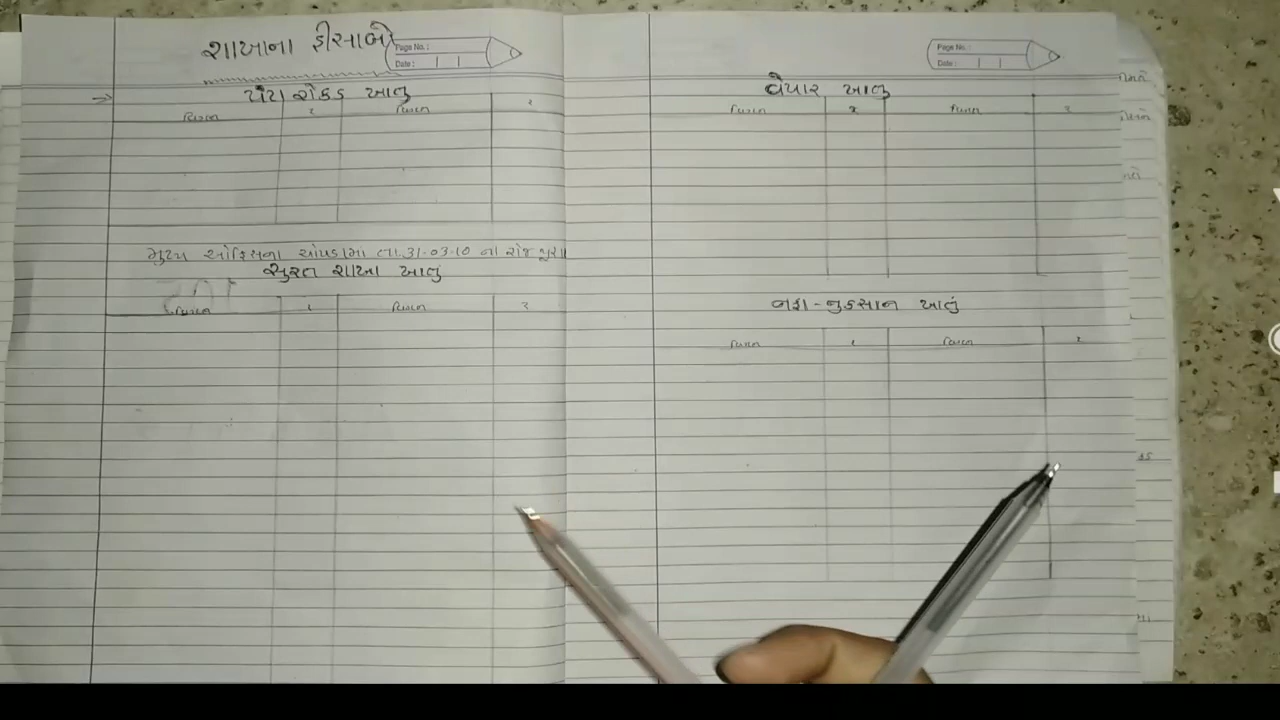 શાખાના હીસાબો
Page No. :
Date :
પેટા રોકડ ખાતુ
વિગત ર વિગત ર
મુખ્ય ઓફિસના ચોપડામાં તા.31-03-10 ના રોજ પૂરા
સુરત શાખા ખાતું
વિગત ર વિગત ર
Page No. :
Date :
વેપાર ખાતુ
વિગત ર વિગત ર
નફા-નુકસાન ખાતું
વિગત ર વિગત ર